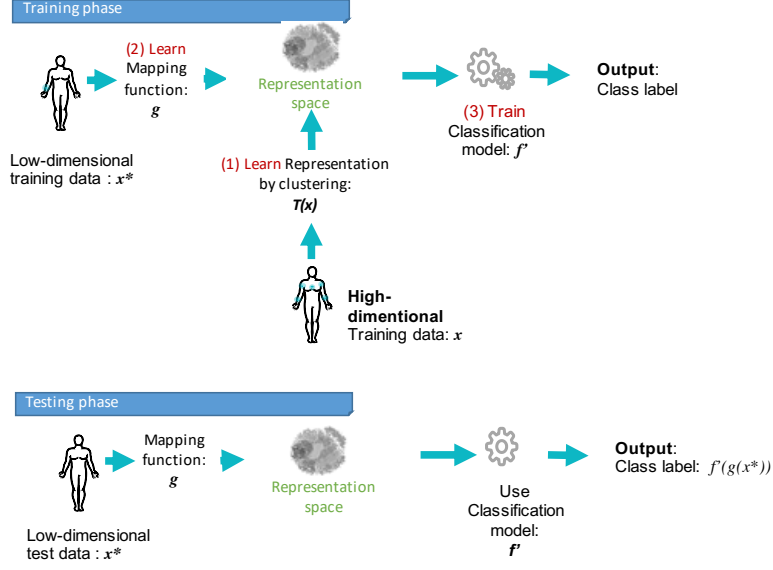 Training phase
(2) Learn
Mapping
function:
g
Low-dimensional
training data : x*
Representation
space
(1) Learn Representation
by clustering:
T(x)
(3) Train
Classification
model: f’
Output:
Class label
High-
dimentional
Training data: x
Testing phase
Mapping
function:
g
Low-dimensional
test data : x*
Representation
space
Use
Classification
model:
f’
Output:
Class label: f’(g(x*))